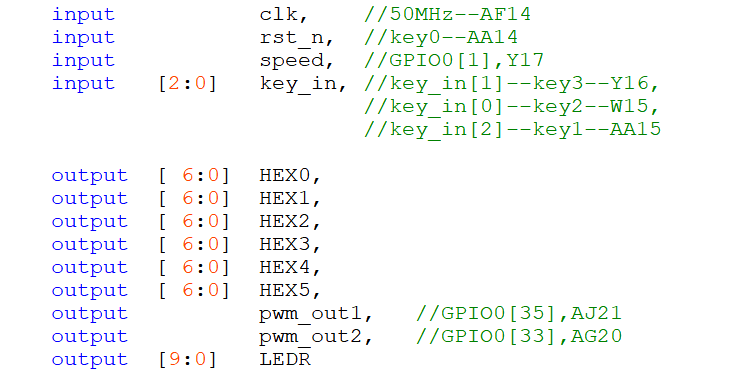 input clk, //50MHz--AF14
input rst_n, //key0--AA14
input speed, //GPIO0[1],Y17
input [2:0] key_in, //key_in[1]--key3--Y16,
//key_in[0]--key2--W15,
//key_in[2]--key1--AA15
output [ 6:0] HEX0,
output [ 6:0] HEX1,
output [ 6:0] HEX2,
output [ 6:0] HEX3,
output [ 6:0] HEX4,
output [ 6:0] HEX5,
output pwm_out1, //GPIO0[35],AJ21
output pwm_out2, //GPIO0[33],AG20
output [9:0] LEDR